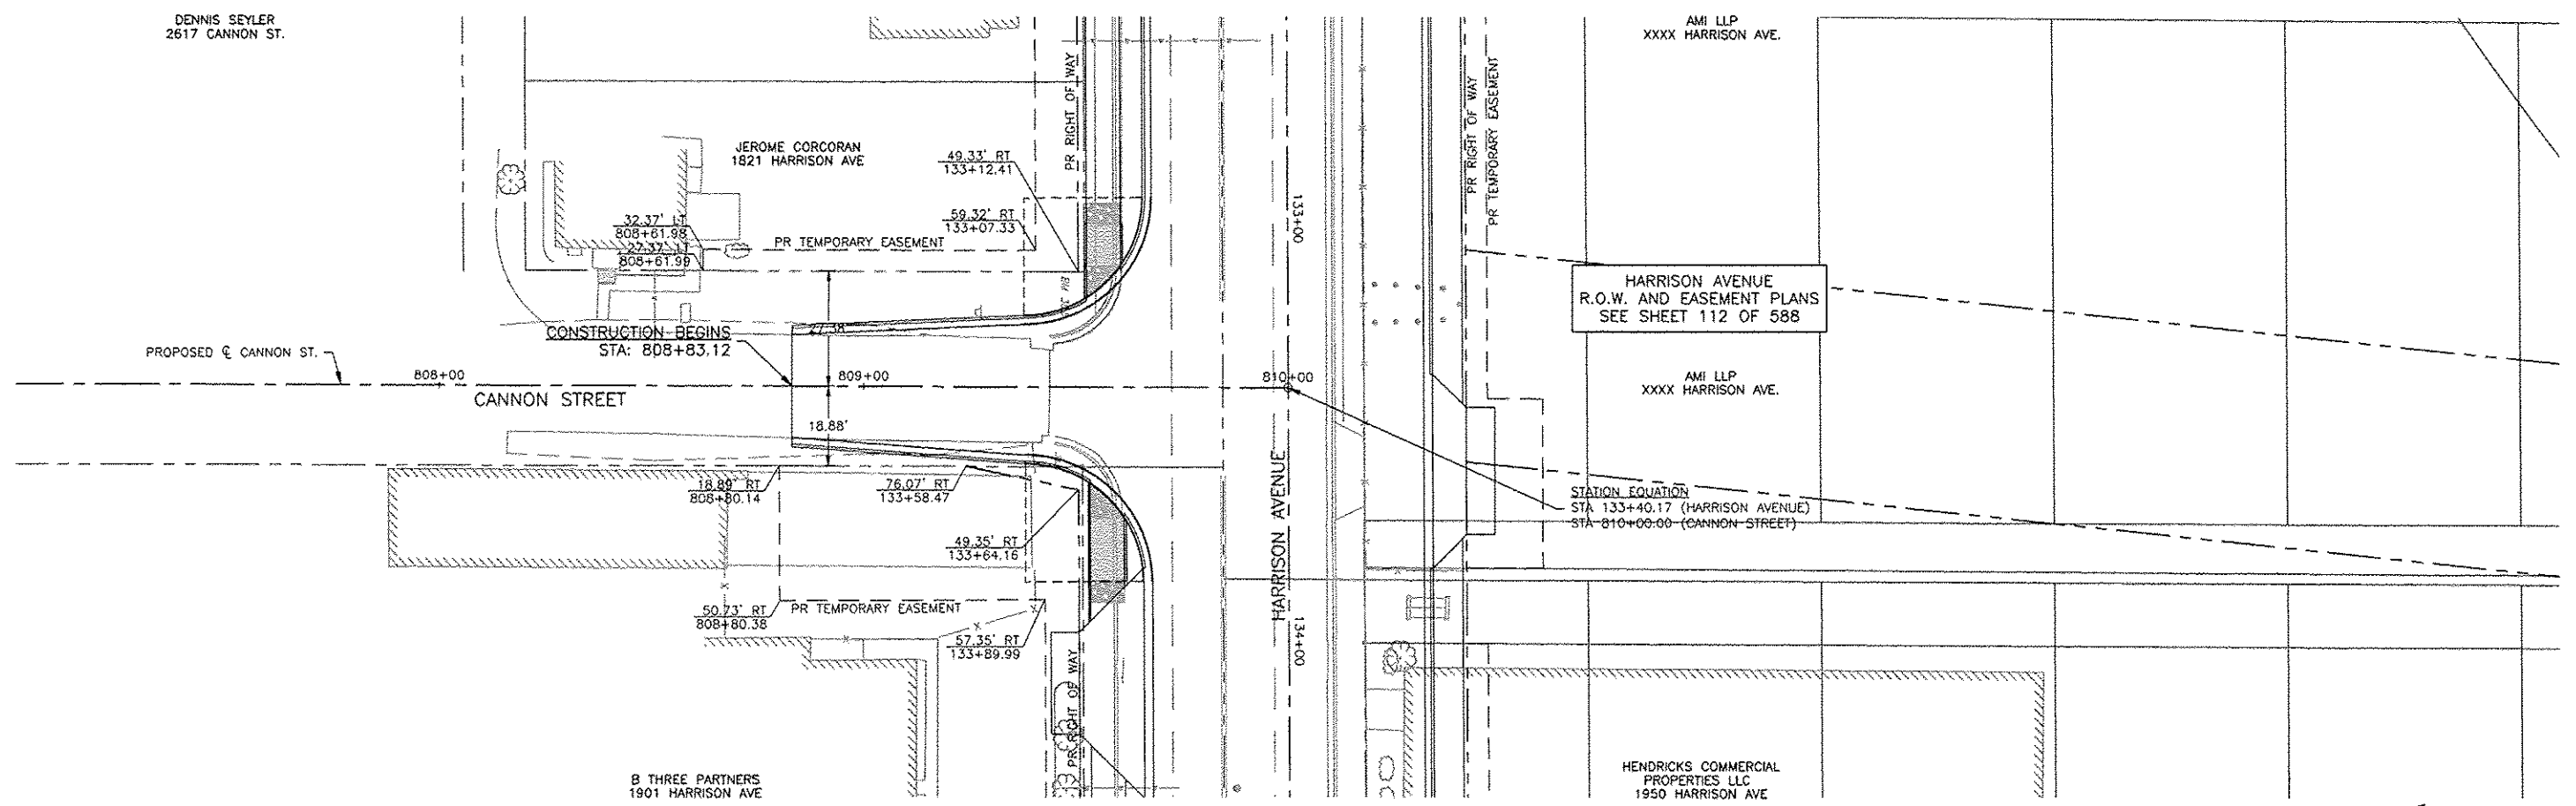 DENNIS SEYLER
2617 CANNON ST.
AMI LLP
XXXX HARRISON AVE.
PR RIGHT OF WAY
PR RIGHT OF WAY
PR TEMPORARY EASEMENT
JEROME CORCORAN
1821 HARRISON AVE
49.33' RT
133+12.41
32.37' LT
808+61.98
27.37' LT
808+61.99
59.32' RT
133+07.33
PR TEMPORARY EASEMENT
133+00
HARRISON AVENUE
R.O.W. AND EASEMENT PLANS
SEE SHEET 112 OF 588
27.38'
CONSTRUCTION BEGINS
STA: 808+83.12
PROPOSED ℄ CANNON ST.
808+00
809+00
810+00
CANNON STREET
AMI LLP
XXXX HARRISON AVE.
18.88'
18.89' RT
808+80.14
76.07' RT
133+58.47
STATION EQUATION
STA 133+40.17 (HARRISON AVENUE)
STA 810+00.00 (CANNON STREET)
HARRISON AVENUE
49.35' RT
133+64.16
50.73' RT
808+80.38
PR TEMPORARY EASEMENT
57.35' RT
133+89.99
134+00
PR RIGHT OF WAY
B THREE PARTNERS
1901 HARRISON AVE
HENDRICKS COMMERCIAL
PROPERTIES LLC
1950 HARRISON AVE